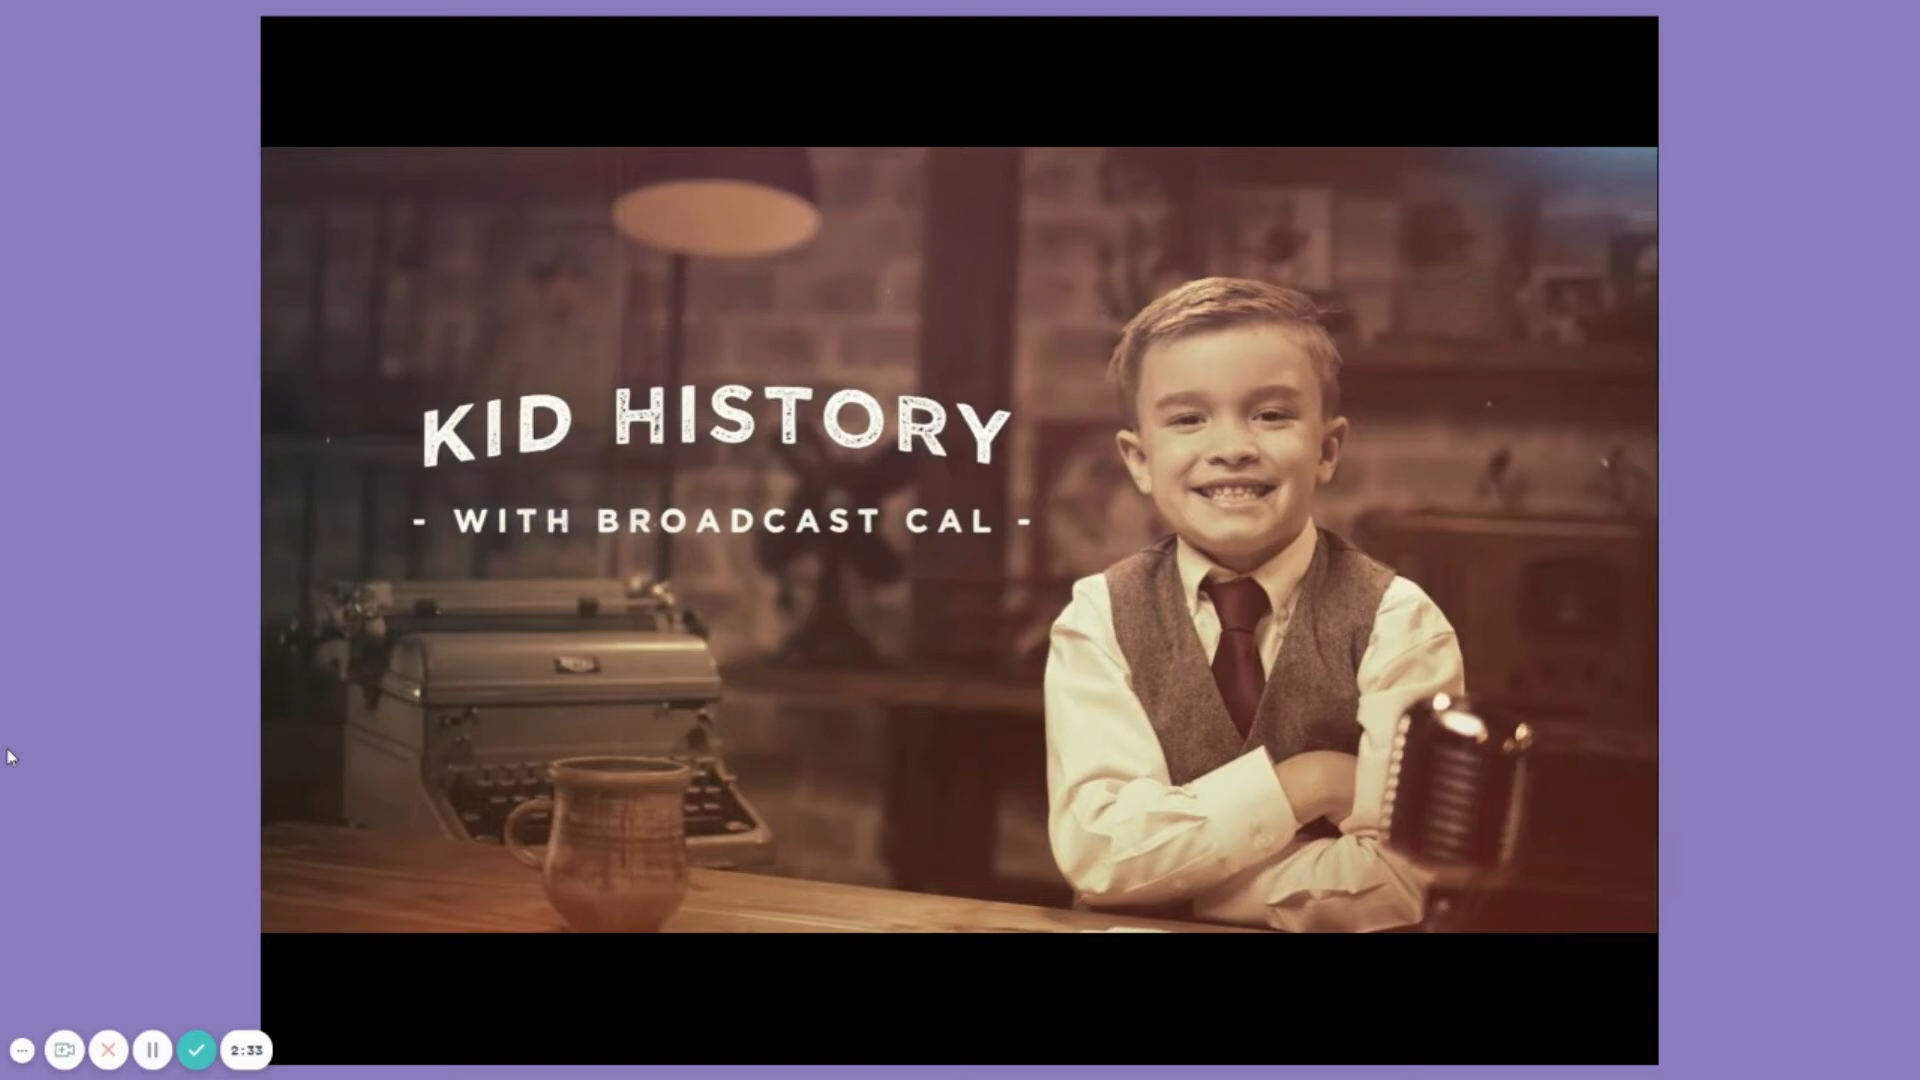 KID HISTORY
- WITH BROADCAST CAL -
2:33